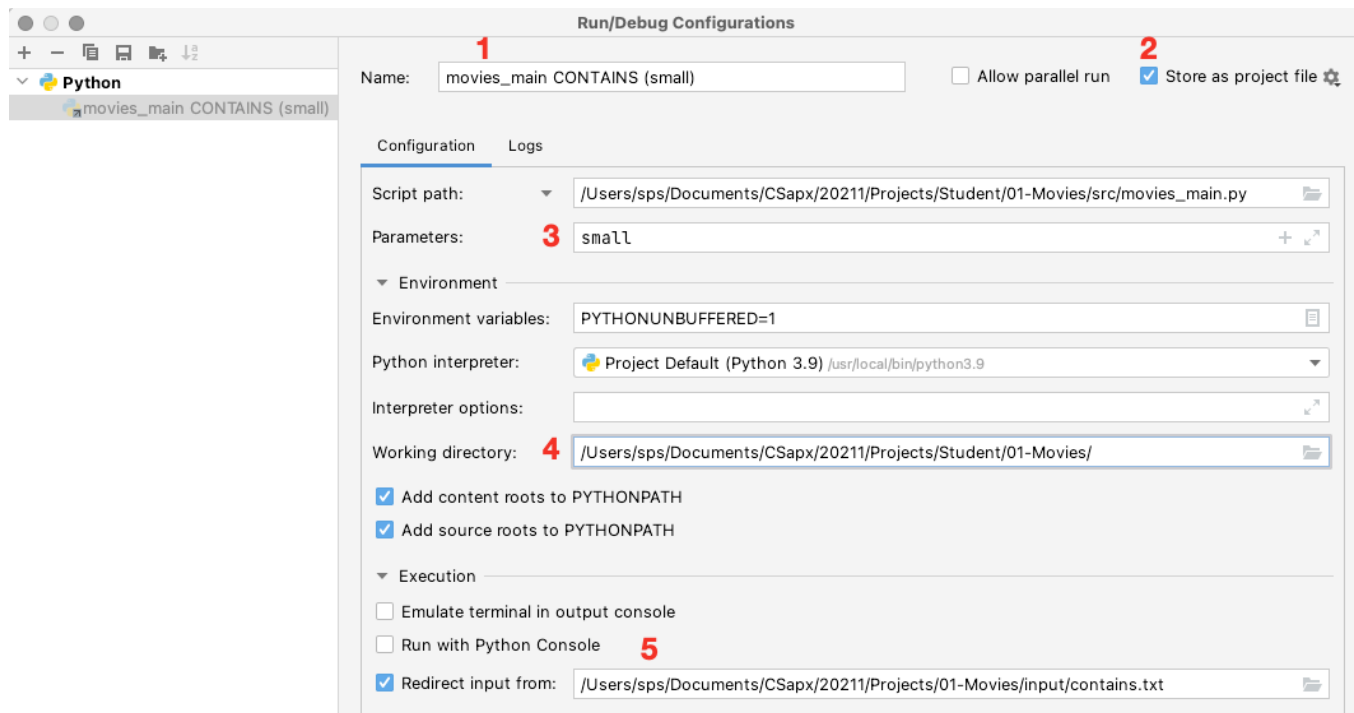 Run/Debug Configurations
1 2
Name: movies_main CONTAINS (small) Allow parallel run Store as project file
Python
movies_main CONTAINS (small)
Configuration Logs
Script path: /Users/sps/Documents/CSapx/20211/Projects/Student/01-Movies/src/movies_main.py
Parameters: 3 small
Environment
Environment variables: PYTHONUNBUFFERED=1
Python interpreter: Project Default (Python 3.9) /usr/local/bin/python3.9
Interpreter options:
Working directory: 4 /Users/sps/Documents/CSapx/20211/Projects/Student/01-Movies/
Add content roots to PYTHONPATH
Add source roots to PYTHONPATH
Execution
Emulate terminal in output console
Run with Python Console 5
Redirect input from: /Users/sps/Documents/CSapx/20211/Projects/01-Movies/input/contains.txt